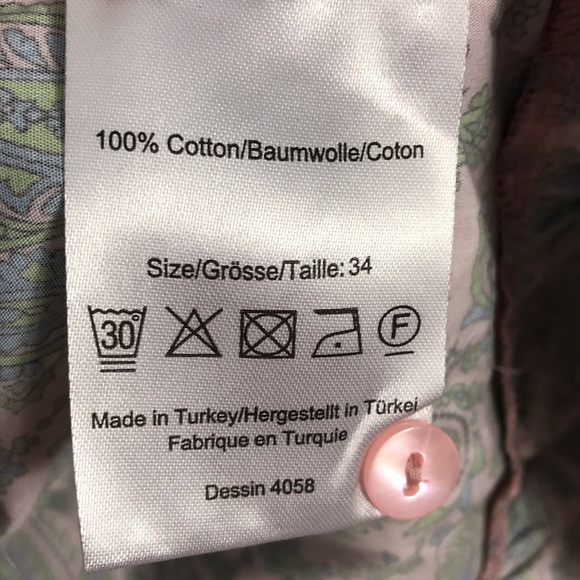 100% Cotton/Baumwolle/Coton
Size/Grösse/Taille: 34
30 F
Made in Turkey/Hergestellt in Türkei
Fabrique en Turquie
Dessin 4058